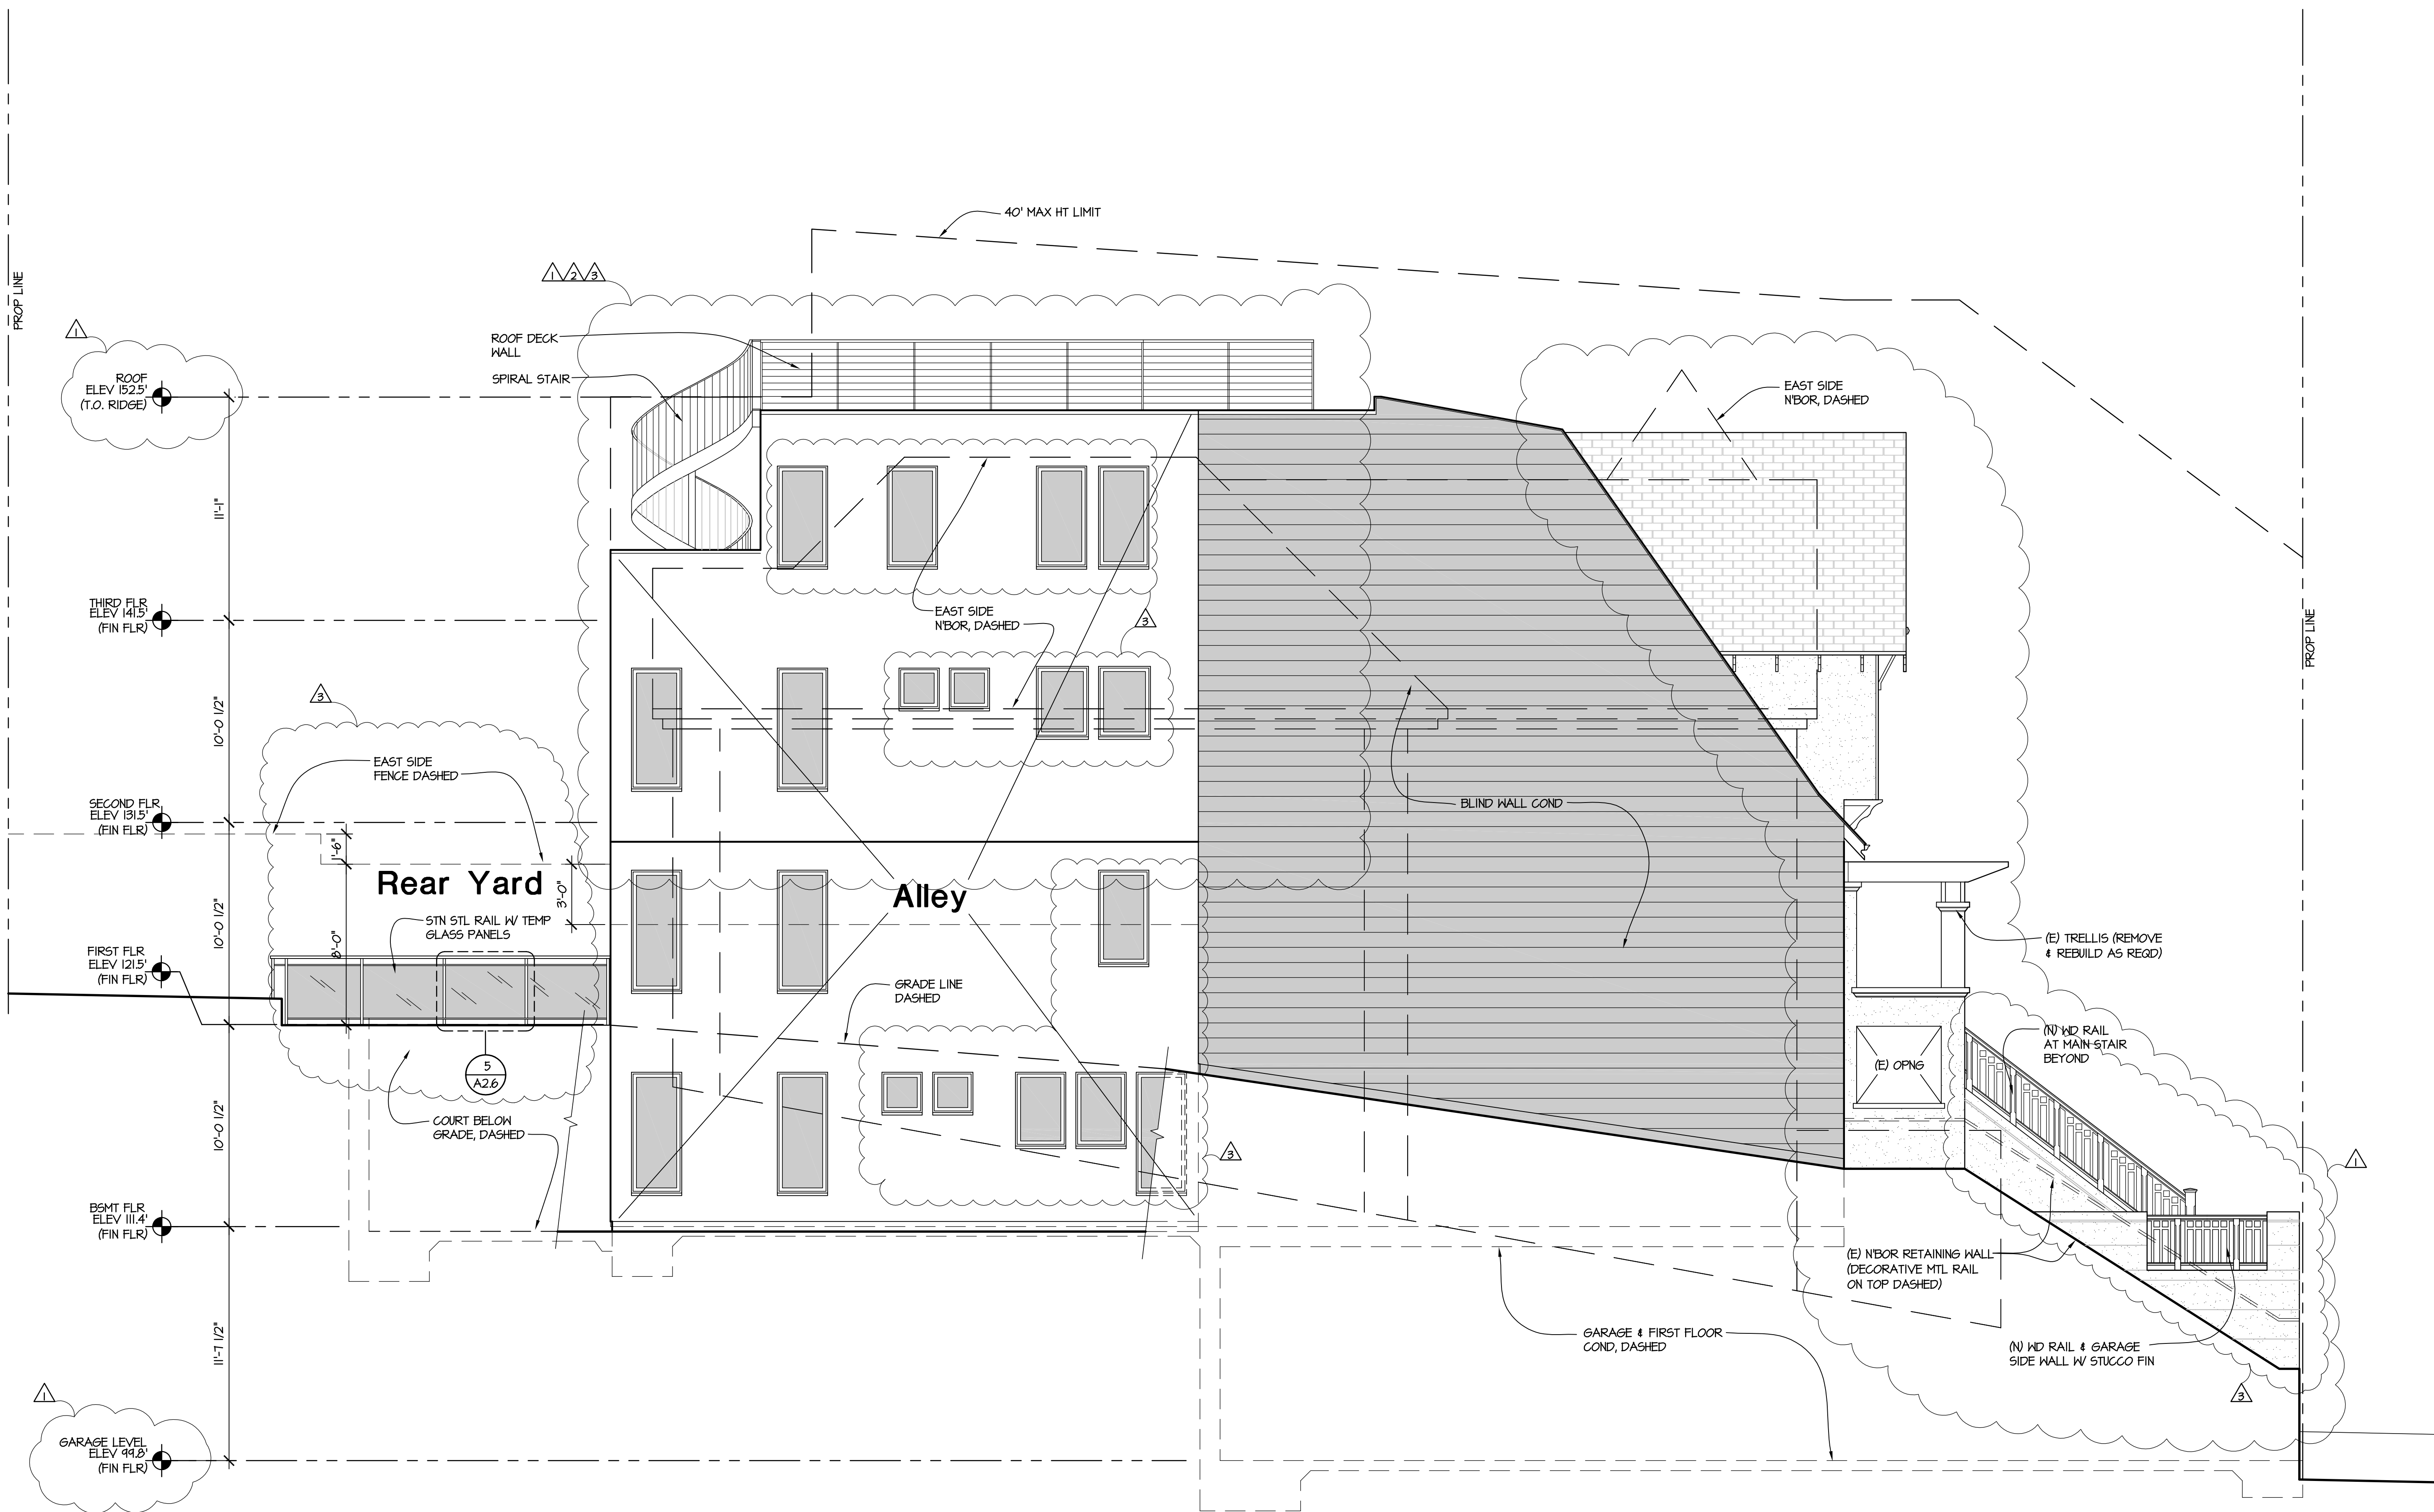 40' MAX HT LIMIT
PROP LINE
1
2
3
1
ROOF DECK
WALL
SPIRAL STAIR
ROOF
ELEV 152.5'
(T.O. RIDGE)
EAST SIDE
N'BOR, DASHED
11'-1"
THIRD FLR
ELEV 141.5'
(FIN FLR)
EAST SIDE
N'BOR, DASHED
3
PROP LINE
3
10'-0 1/2"
EAST SIDE
FENCE DASHED
SECOND FLR
ELEV 131.5'
(FIN FLR)
BLIND WALL COND
1'-6"
Rear Yard
3'-0"
Alley
10'-0 1/2"
8'-0"
STN STL RAIL W/ TEMP
GLASS PANELS
(E) TRELLIS (REMOVE
& REBUILD AS REQD)
FIRST FLR
ELEV 121.5'
(FIN FLR)
GRADE LINE
DASHED
(N) WD RAIL
AT MAIN STAIR
BEYOND
5
A2.6
(E) OPNG
10'-0 1/2"
COURT BELOW
GRADE, DASHED
3
1
BSMT FLR
ELEV 111.4'
(FIN FLR)
(E) N'BOR RETAINING WALL
(DECORATIVE MTL RAIL
ON TOP DASHED)
11'-7 1/2"
GARAGE & FIRST FLOOR
COND, DASHED
(N) WD RAIL & GARAGE
SIDE WALL W/ STUCCO FIN
1
3
GARAGE LEVEL
ELEV 99.8'
(FIN FLR)